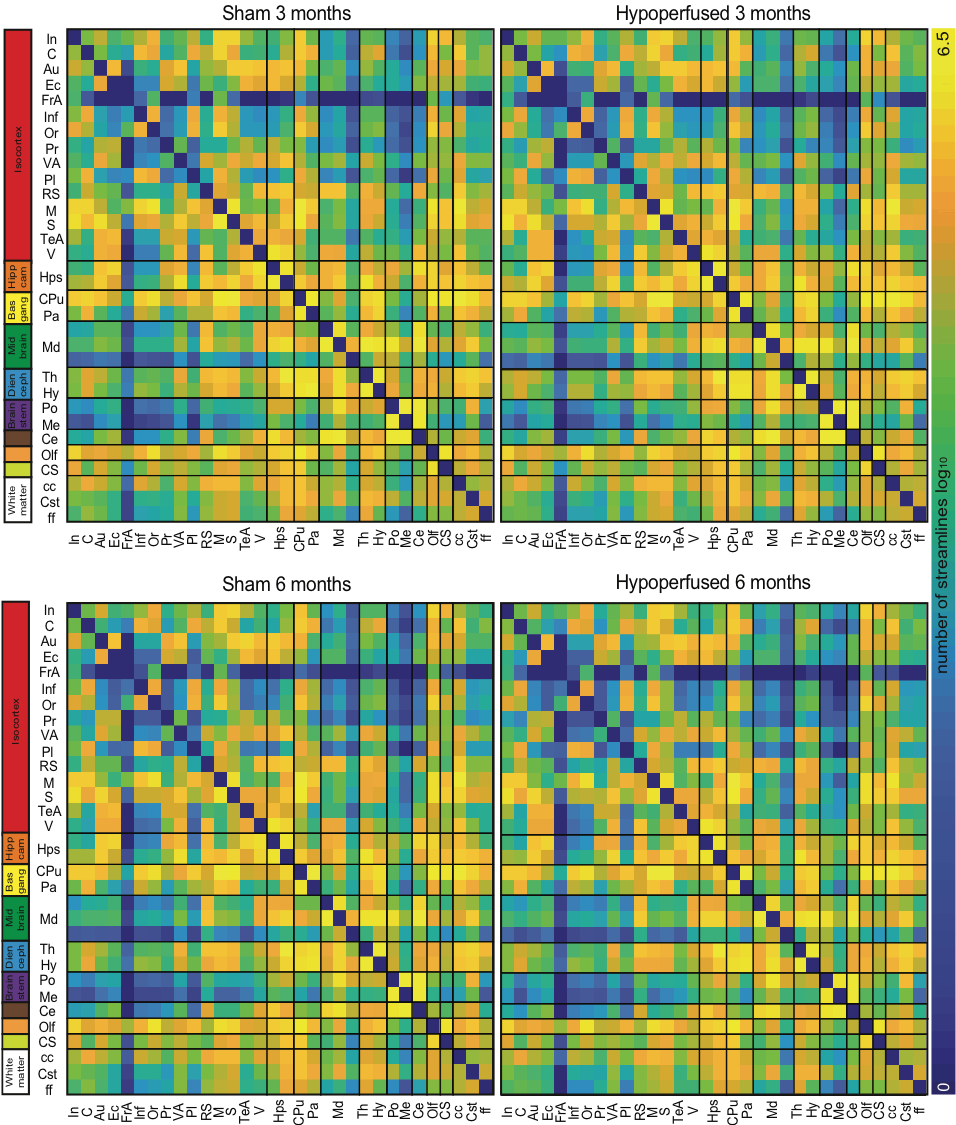 Sham 3 months
Hypoperfused 3 months
Isocortex
Hipp
cam
Bas
gang
Mid
brain
Dien
ceph
Brain
stem
White
matter
In
C
Au
Ec
FrA
Inf
Or
Pr
VA
Pl
RS
M
S
TeA
V
Hps
CPu
Pa
Md
Th
Hy
Po
Me
Ce
Olf
CS
cc
Cst
ff
In C Au Ec FrA Inf Or Pr VA Pl RS M S TeA V Hps CPu Pa Md Th Hy Po Me Ce Olf CS cc Cst ff
In C Au Ec FrA Inf Or Pr VA Pl RS M S TeA V Hps CPu Pa Md Th Hy Po Me Ce Olf CS cc Cst ff
Sham 6 months
Hypoperfused 6 months
Isocortex
Hipp
cam
Bas
gang
Mid
brain
Dien
ceph
Brain
stem
White
matter
In
C
Au
Ec
FrA
Inf
Or
Pr
VA
Pl
RS
M
S
TeA
V
Hps
CPu
Pa
Md
Th
Hy
Po
Me
Ce
Olf
CS
cc
Cst
ff
In C Au Ec FrA Inf Or Pr VA Pl RS M S TeA V Hps CPu Pa Md Th Hy Po Me Ce Olf CS cc Cst ff
In C Au Ec FrA Inf Or Pr VA Pl RS M S TeA V Hps CPu Pa Md Th Hy Po Me Ce Olf CS cc Cst ff
6.5
number of streamlines log10
0